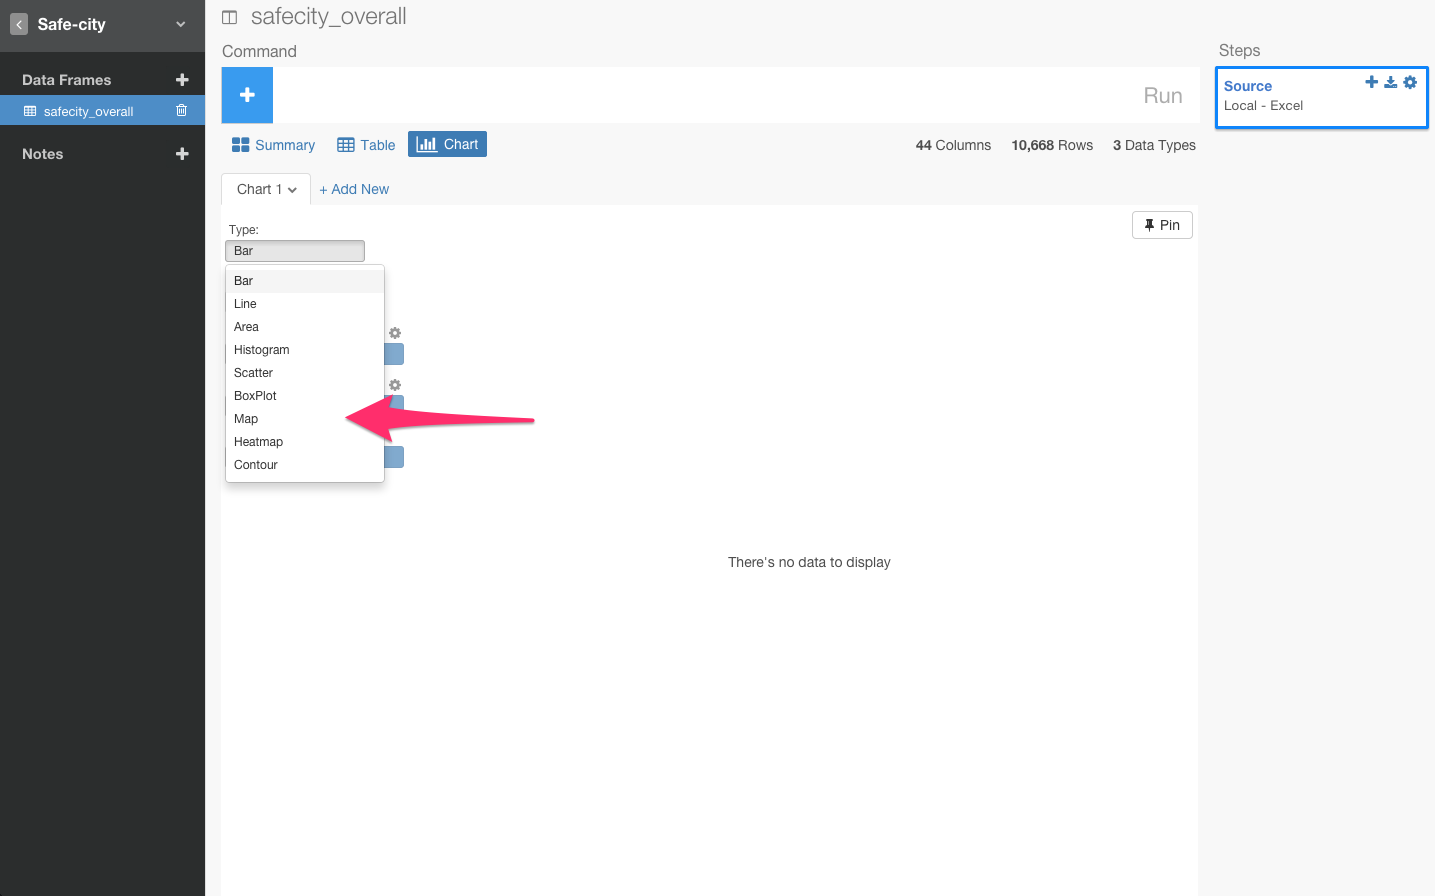 Safe-city
Data Frames
safecity_overall
Notes
safecity_overall
Command
Run
Summary
Table
Chart
44 Columns
10,668 Rows
3 Data Types
Chart 1
+ Add New
Pin
Type:
Bar
Bar
Line
Area
Histogram
Scatter
BoxPlot
Map
Heatmap
Contour
There's no data to display
Steps
Source
Local - Excel